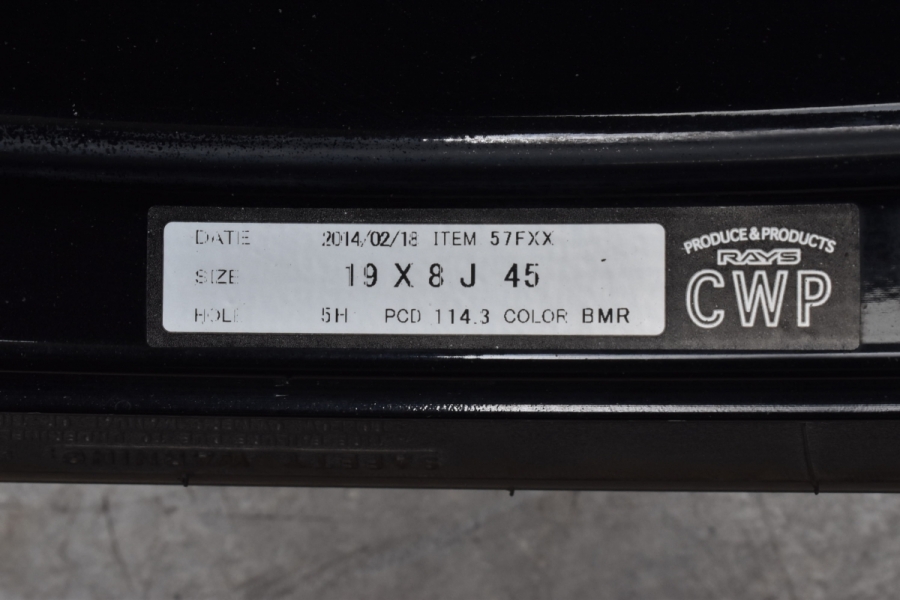 DATE 2014/02/18 ITEM 57FXX
SIZE 19 X 8 J 45
HOLE 5H PCD 114.3 COLOR BMR
PRODUCE & PRODUCTS
RAYS
CWP